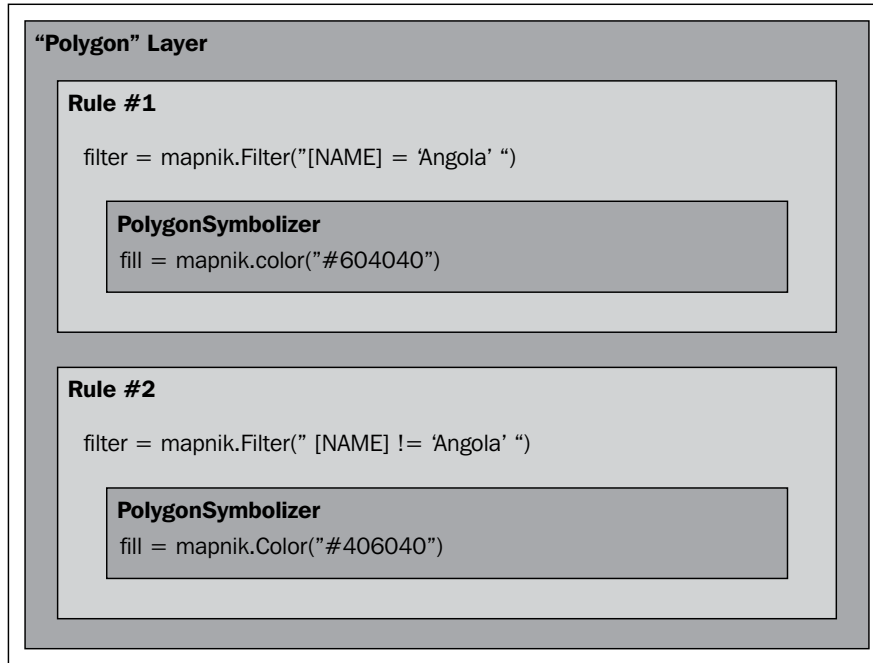 “Polygon” Layer
Rule #1
filter = mapnik.Filter(”[NAME] = ‘Angola’ “)
PolygonSymbolizer
fill = mapnik.color(”#604040”)
Rule #2
filter = mapnik.Filter(” [NAME] != ‘Angola’ “)
PolygonSymbolizer
fill = mapnik.Color(”#406040”)